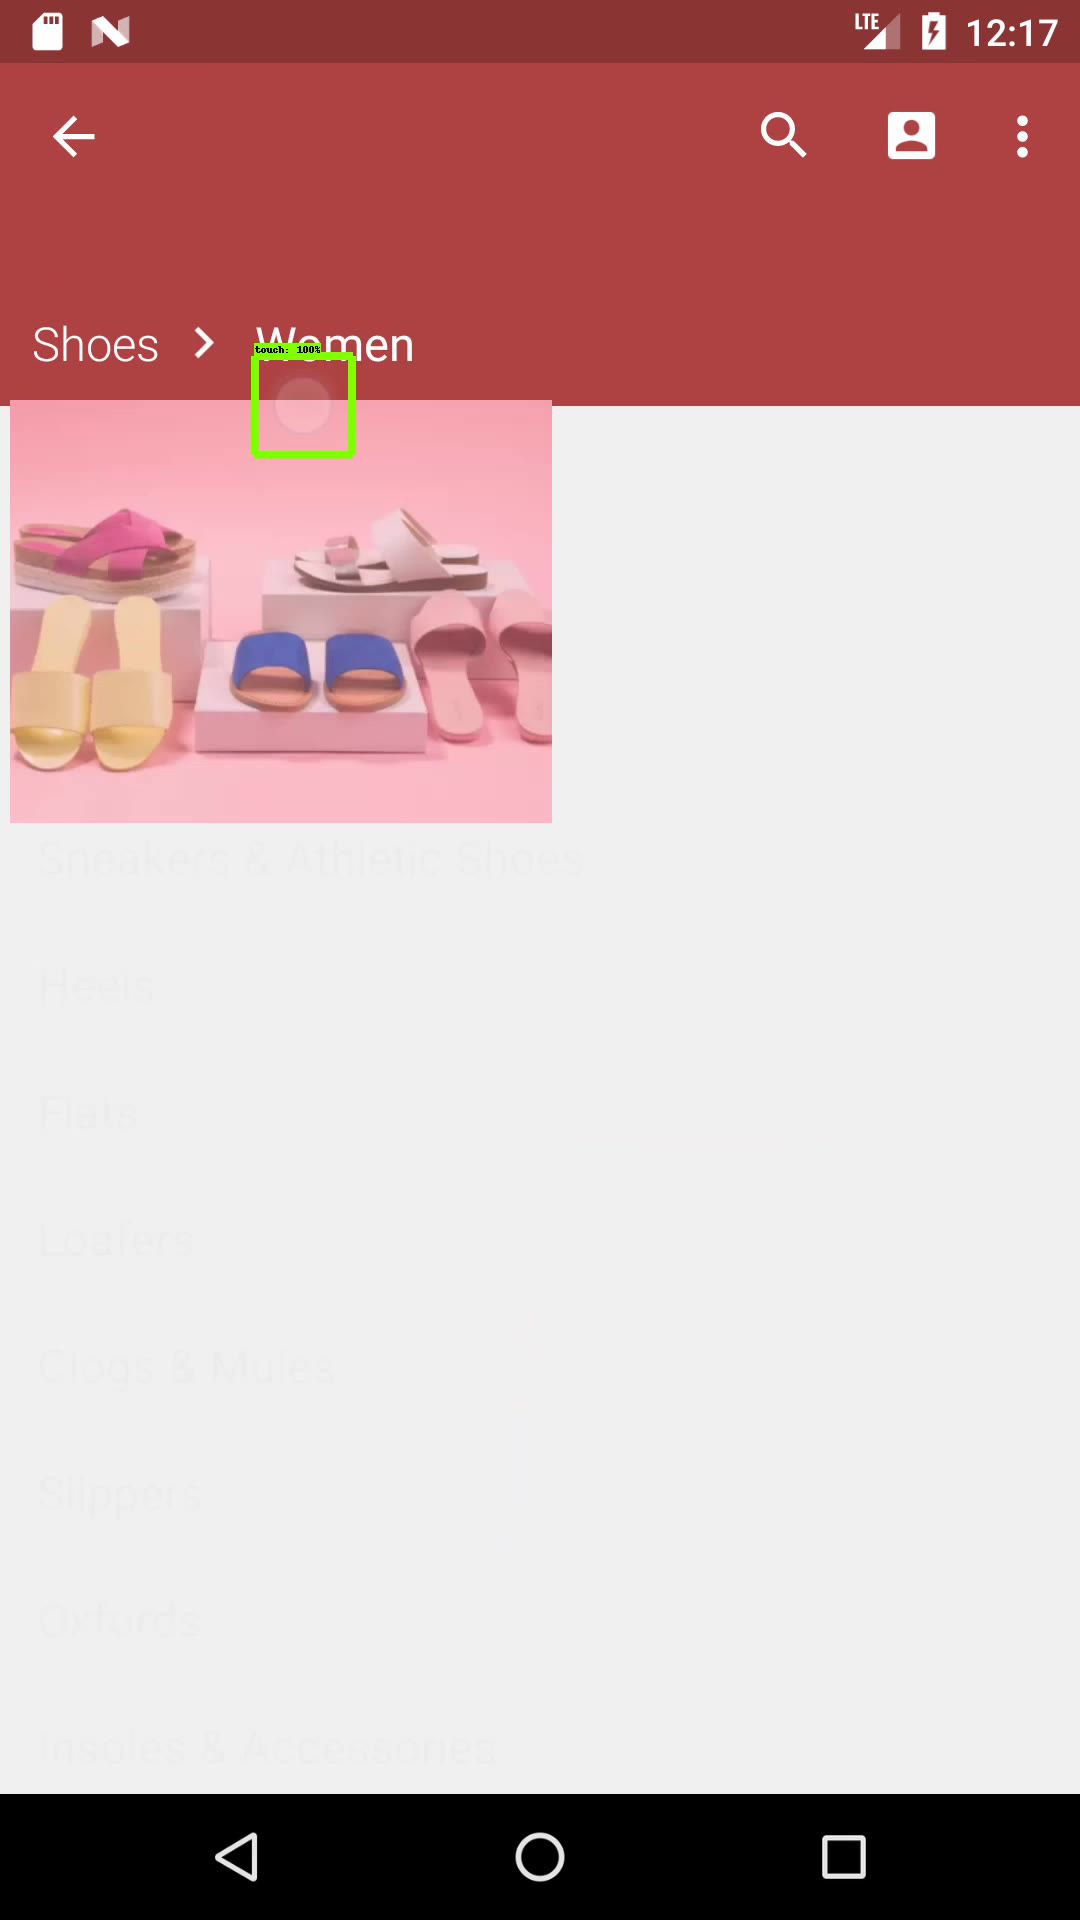 LTE 12:17
Shoes Women
touch: 100%
Sneakers & Athletic Shoes
Heels
Flats
Loafers
Clogs & Mules
Slippers
Oxfords
Insoles & Accessories